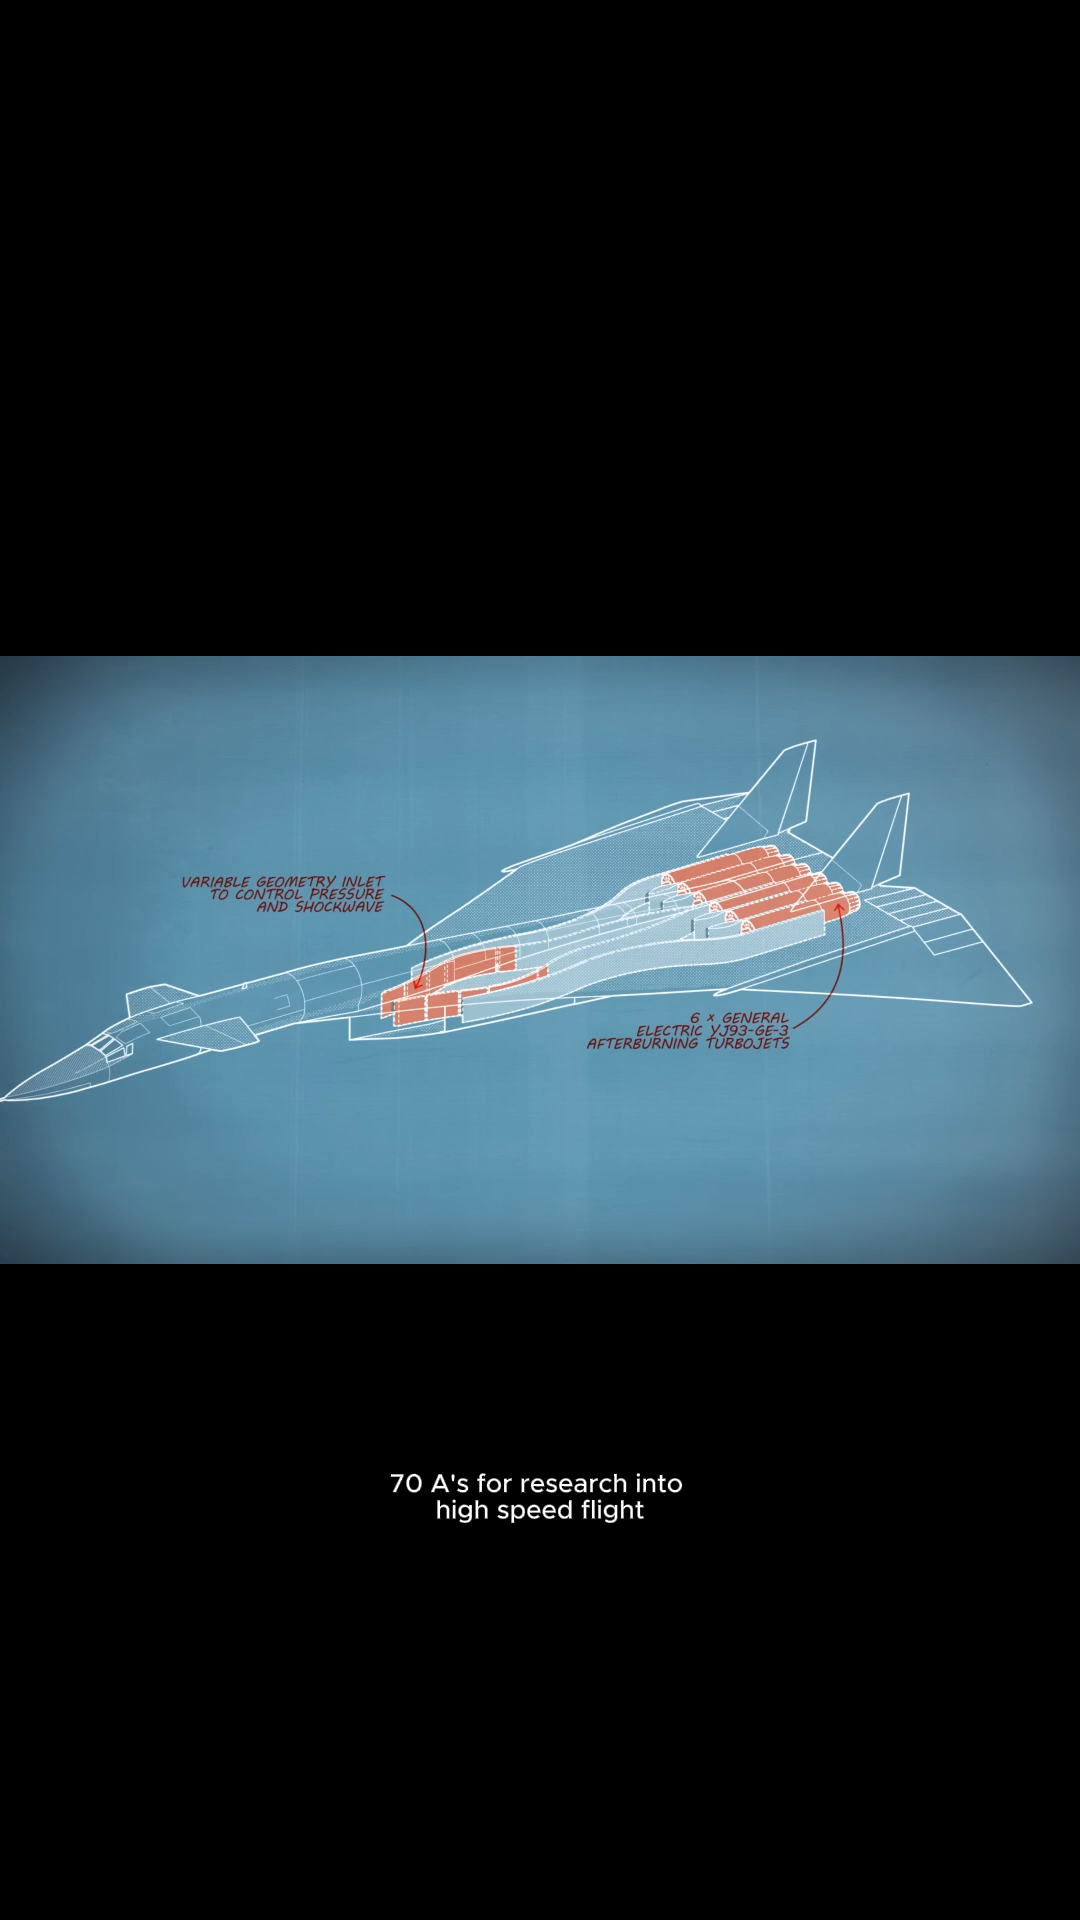 VARIABLE GEOMETRY INLET
TO CONTROL PRESSURE
AND SHOCKWAVE
6 x GENERAL
ELECTRIC YJ93-GE-3
AFTERBURNING TURBOJETS
70 A's for research into
high speed flight